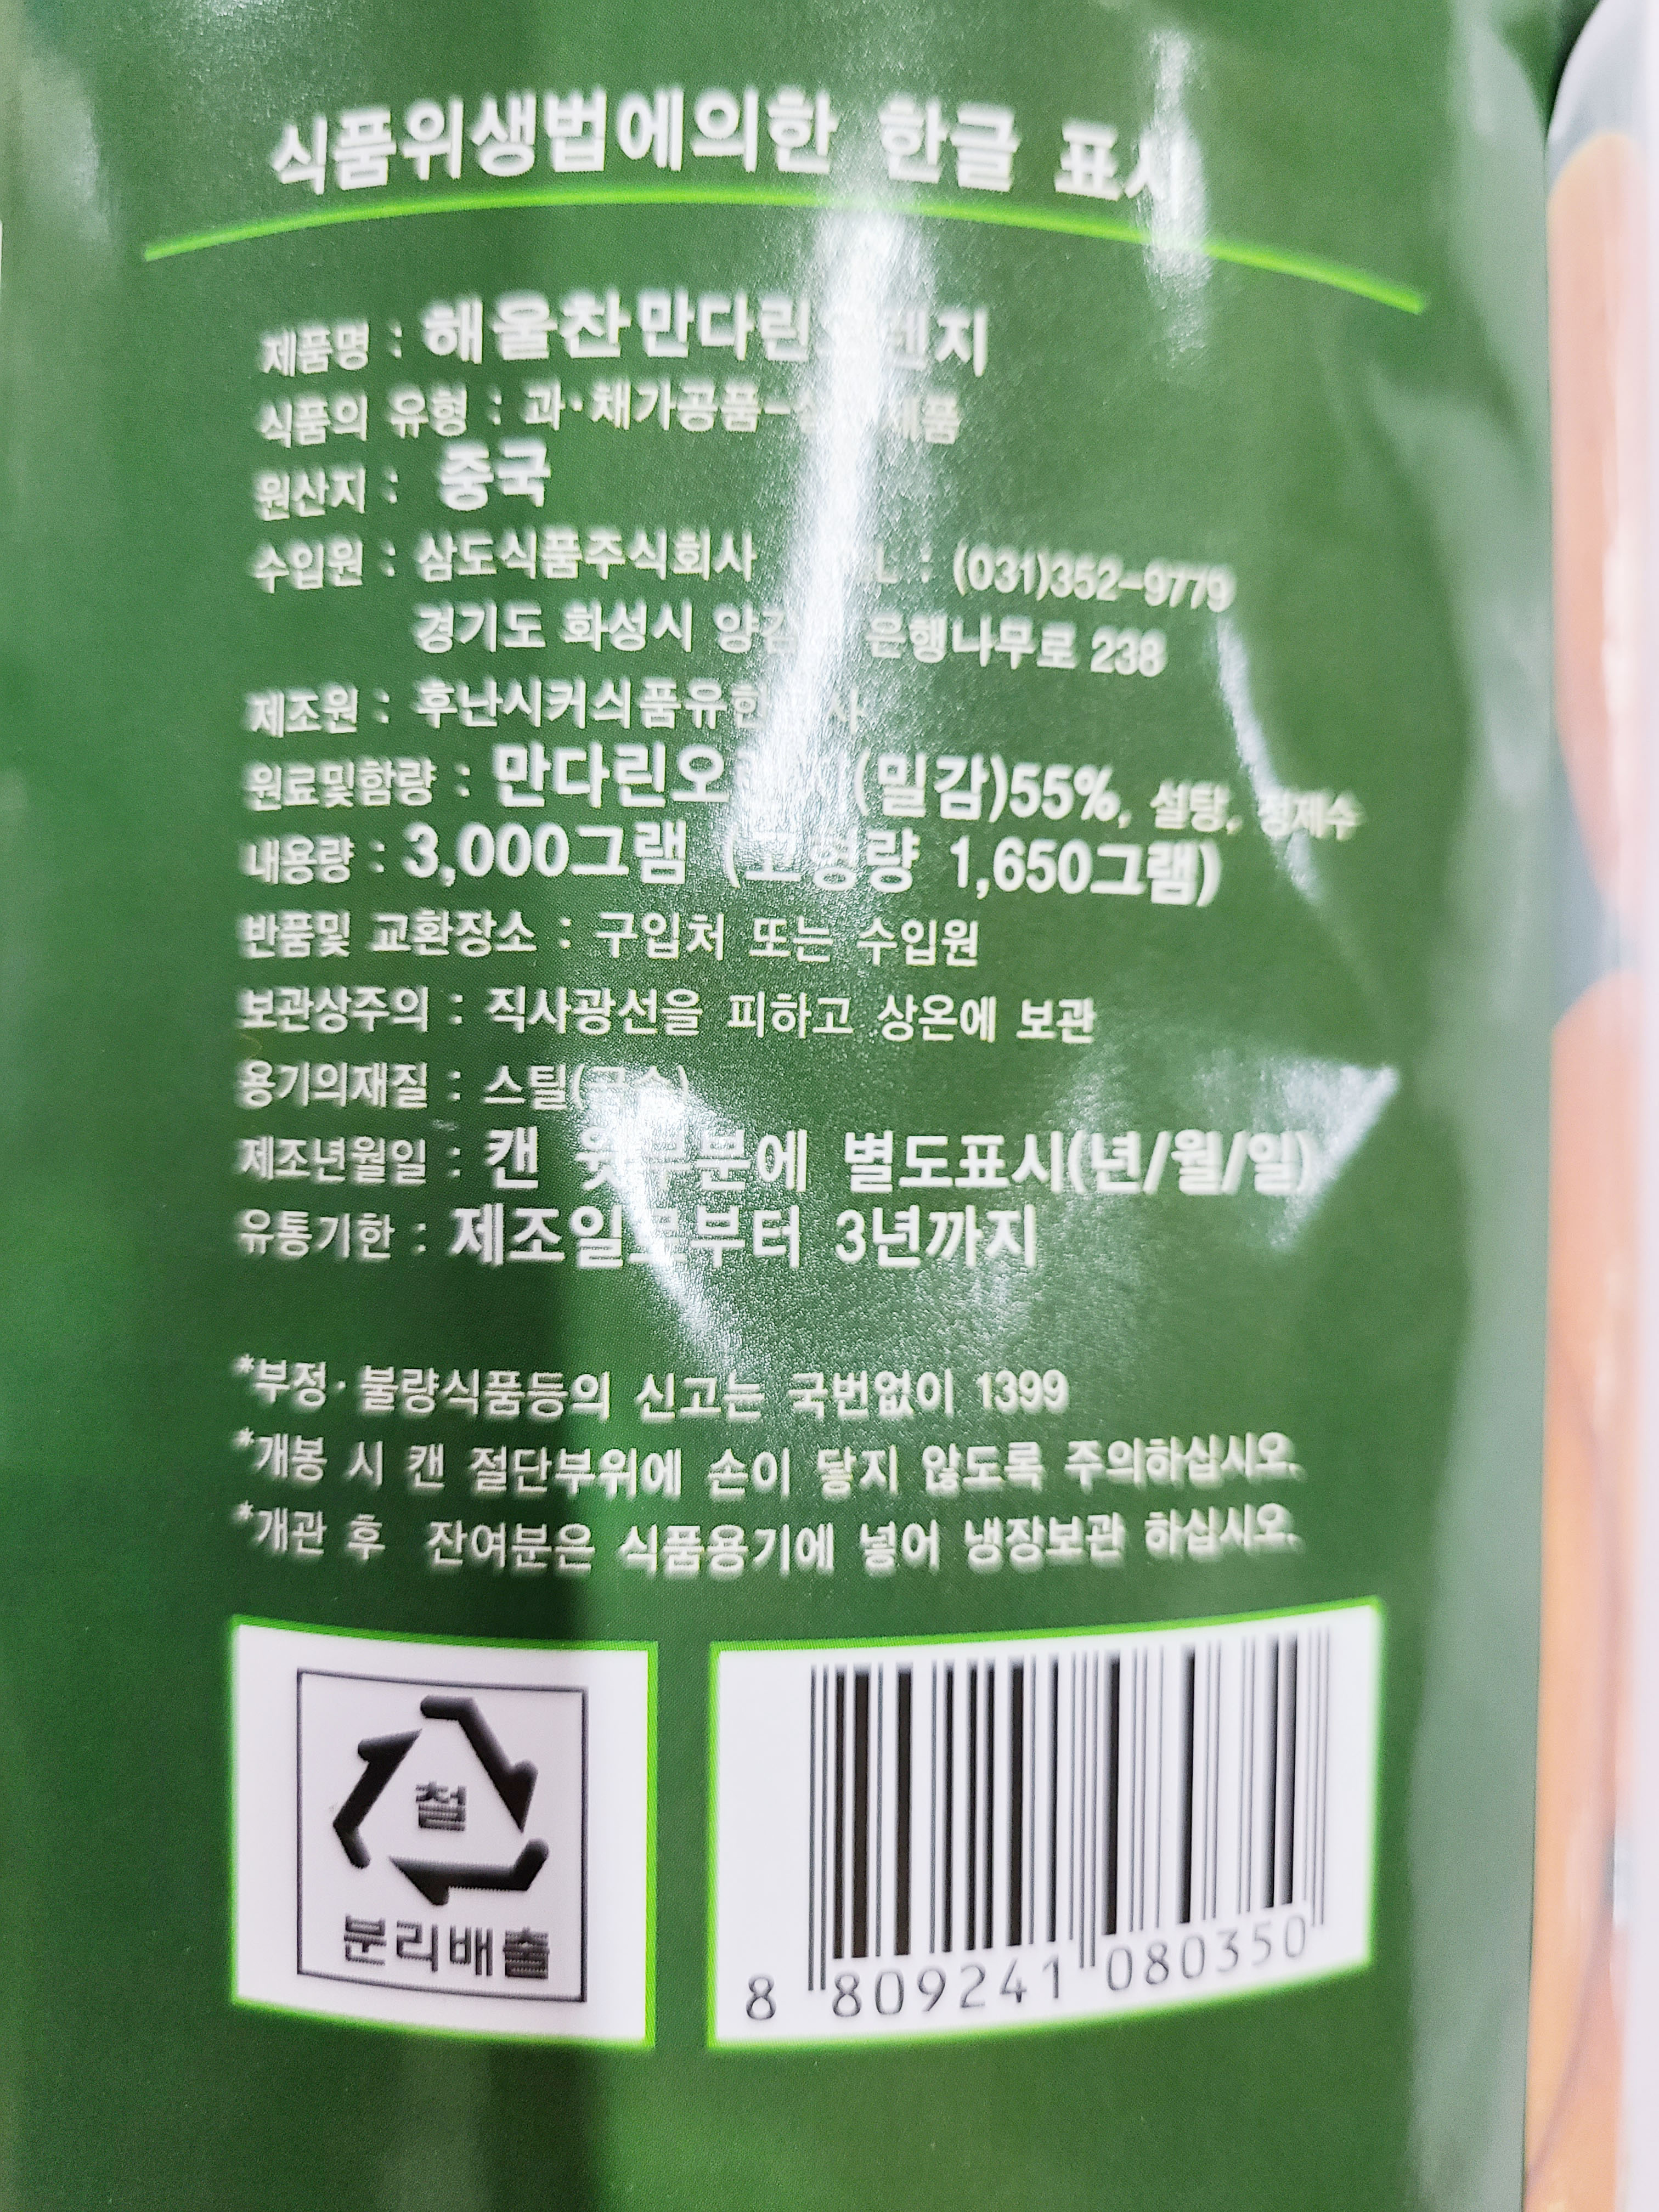 식품위생법에의한 한글 표시
제품명 : 해울찬만다린
식품의 유형 : 과·채가공품-
원산지 : 중국
수입원 : 삼도식품주식회사 : (031)352-9779
경기도 화성시 은행나무로 238
제조원 : 후난시커식품유한
원료및함량 : (밀감)55%, 설탕, 정제수
내용량 : 3,000그램 (고형량 1,650그램)
반품및 교환장소 : 구입처 또는 수입원
보관상주의 : 직사광선을 피하고 상온에 보관
용기의재질 : 스틸(금속)
제조년월일 : 캔 윗부분에 별도표시(년/월/일)
유통기한 : 제조일로부터 3년까지
*부정·불량식품등의 신고는 국번없이 1399
*개봉 시 캔 절단부위에 손이 닿지 않도록 주의하십시오.
*개관 후 잔여분은 식품용기에 넣어 냉장보관 하십시오.
철
분리배출
8 809241 080350